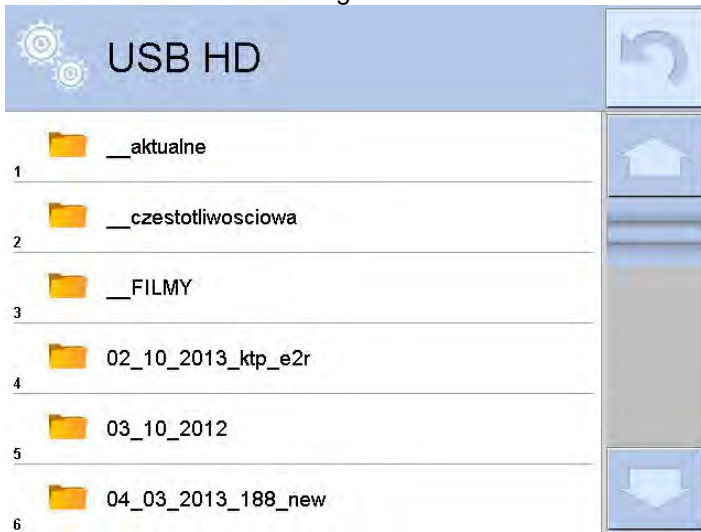 USB HD
__aktualne
1
__czestotliwosciowa
2
__FILMY
3
02_10_2013_ktp_e2r
4
03_10_2012
5
04_03_2013_188_new
6